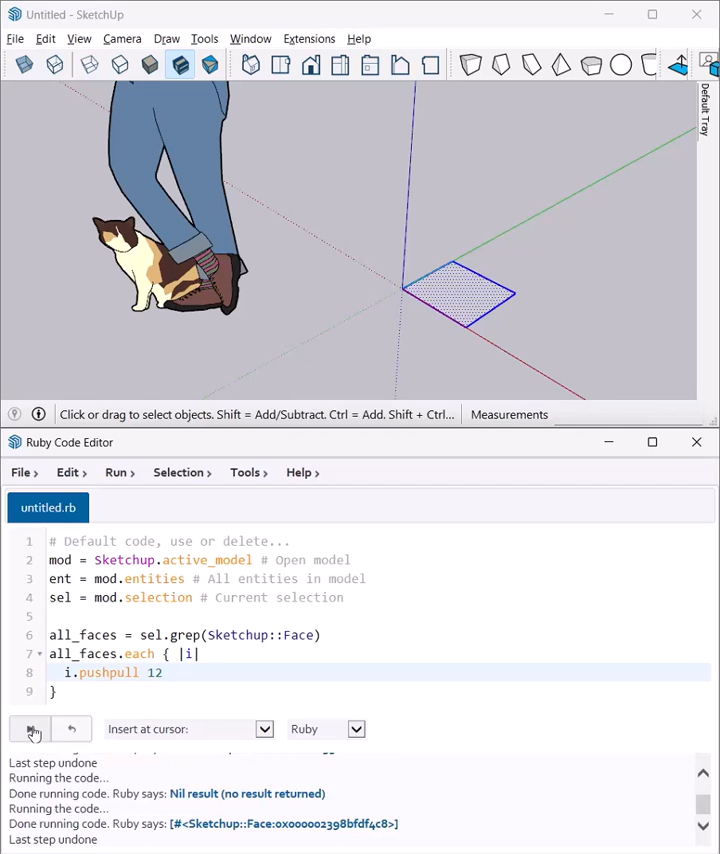 Untitled - SketchUp
File Edit View Camera Draw Tools Window Extensions Help
Default Tray
Click or drag to select objects. Shift = Add/Subtract. Ctrl = Add. Shift + Ctrl... Measurements
Ruby Code Editor
File Edit Run Selection Tools Help
untitled.rb
1 # Default code, use or delete...
2 mod = Sketchup.active_model # Open model
3 ent = mod.entities # All entities in model
4 sel = mod.selection # Current selection
5
6 all_faces = sel.grep(Sketchup::Face)
7 all_faces.each { |i|
8 i.pushpull 12
9 }
Insert at cursor: Ruby
Last step undone
Running the code...
Done running code. Ruby says: Nil result (no result returned)
Running the code...
Done running code. Ruby says: [#<Sketchup::Face:0x000002398bfdf4c8>]
Last step undone